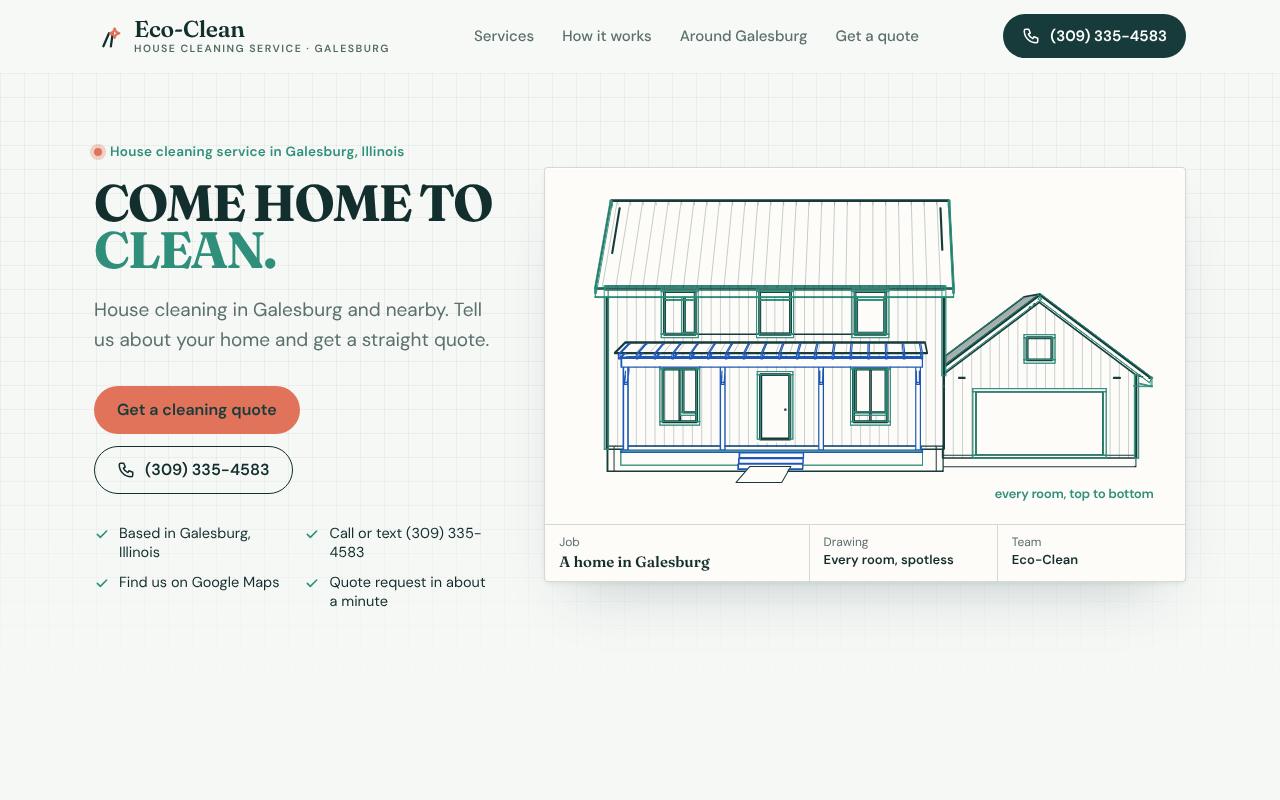 Eco-Clean
HOUSE CLEANING SERVICE · GALESBURG
Services
How it works
Around Galesburg
Get a quote
(309) 335-4583
House cleaning service in Galesburg, Illinois
COME HOME TO
CLEAN.
House cleaning in Galesburg and nearby. Tell
us about your home and get a straight quote.
Get a cleaning quote
(309) 335-4583
Based in Galesburg,
Illinois
Call or text (309) 335-
4583
Find us on Google Maps
Quote request in about
a minute
every room, top to bottom
Job
A home in Galesburg
Drawing
Every room, spotless
Team
Eco-Clean